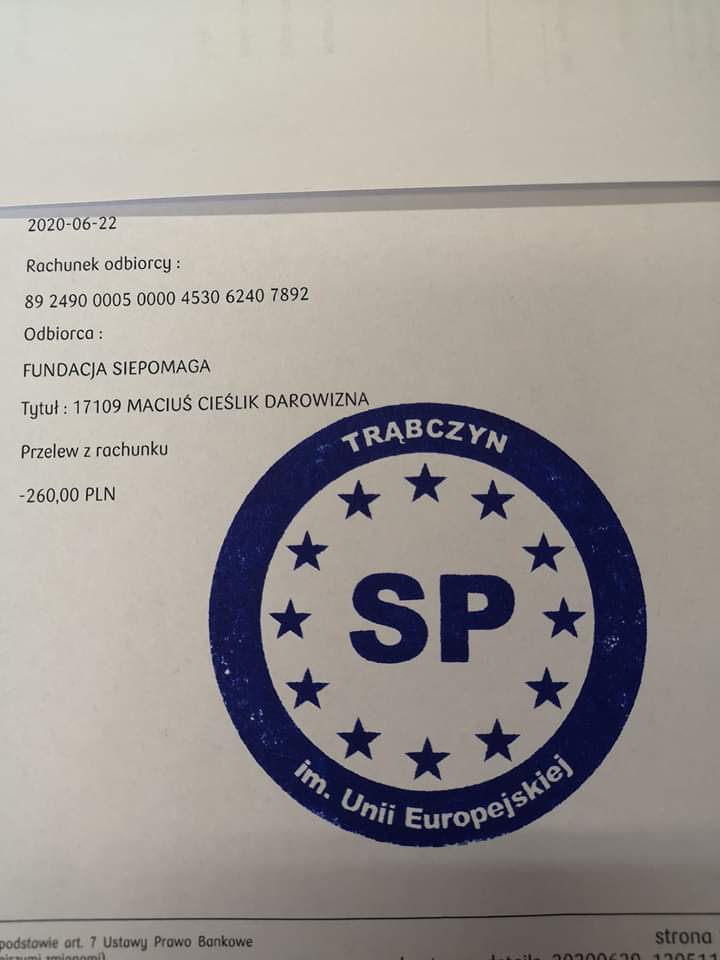 2020-06-22
Rachunek odbiorcy :
89 2490 0005 0000 4530 6240 7892
Odbiorca :
FUNDACJA SIEPOMAGA
Tytuł : 17109 MACIUŚ CIEŚLIK DAROWIZNA
Przelew z rachunku
-260,00 PLN
TRĄBCZYN
SP
im. Unii Europejskiej
podstowie art. 7 Ustawy Prawo Bankowe
strona